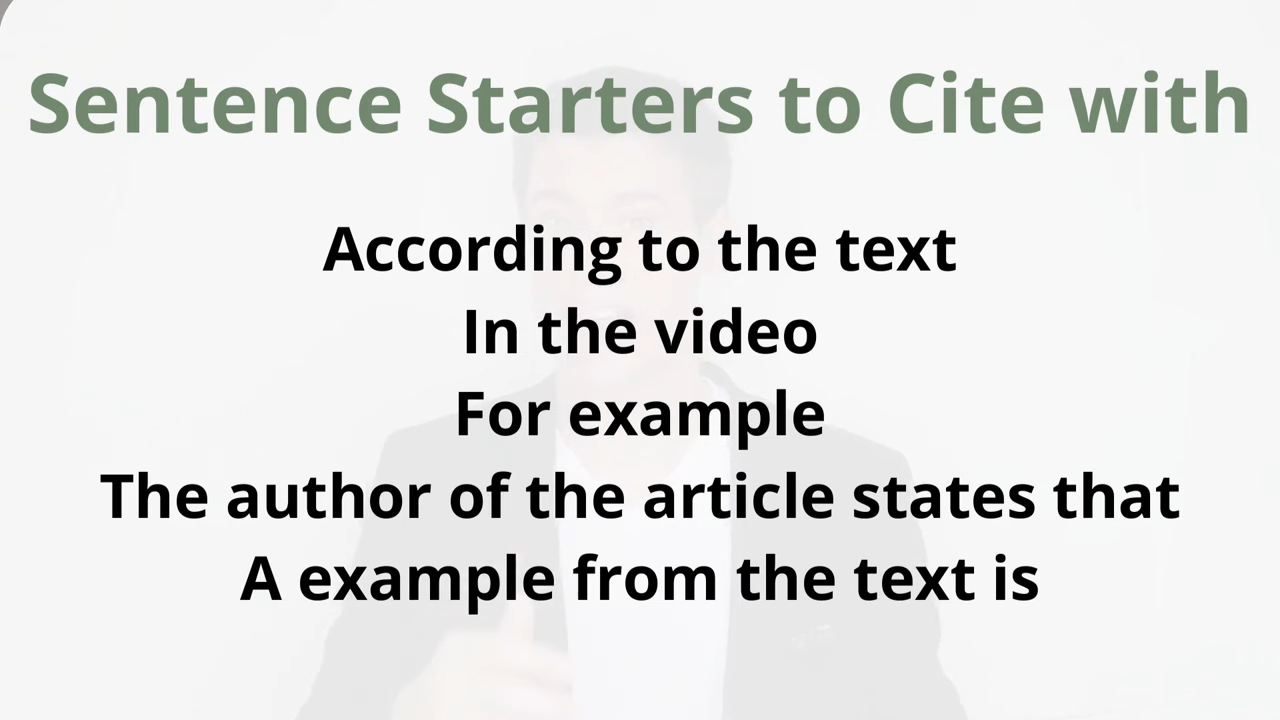 Sentence Starters to Cite with
According to the text
In the video
For example
The author of the article states that
A example from the text is